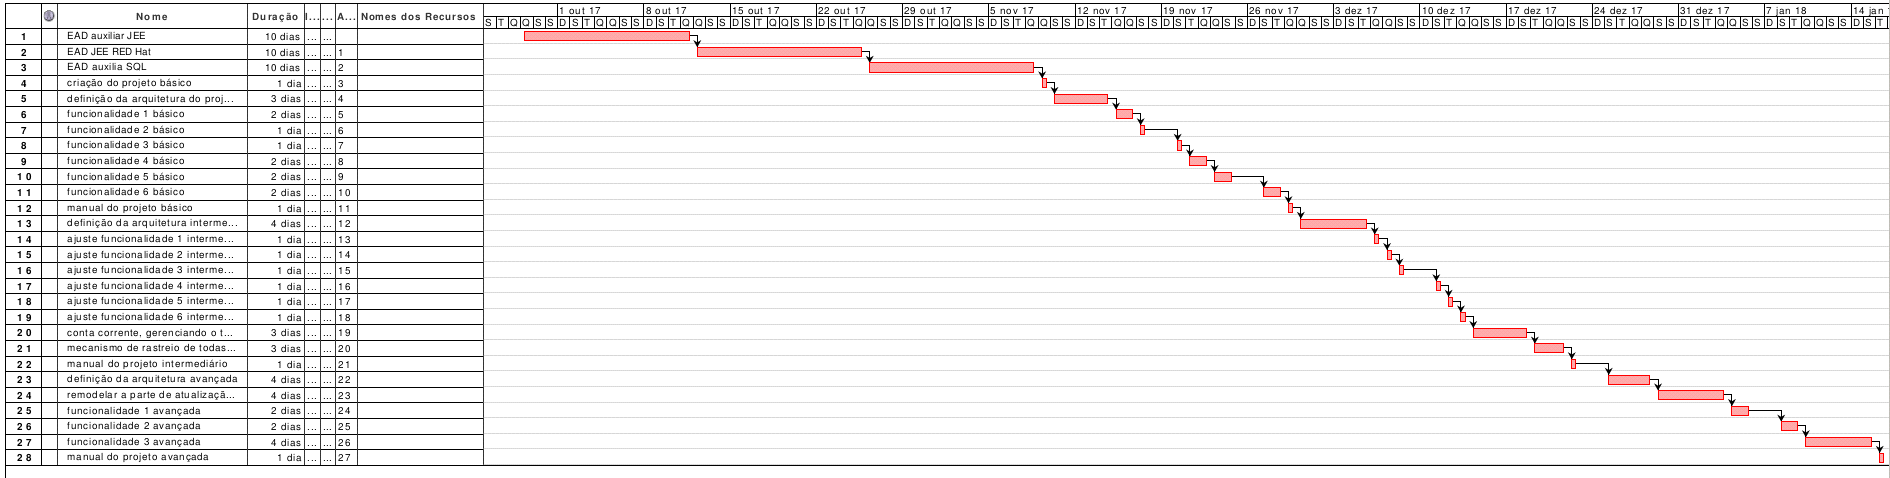 Nome Duração I... ... A... Nomes dos Recursos
1 out 17 8 out 17 15 out 17 22 out 17 29 out 17 5 nov 17 12 nov 17 19 nov 17 26 nov 17 3 dez 17 10 dez 17 17 dez 17 24 dez 17 31 dez 17 7 jan 18 14 jan
S T Q Q S S D S T Q Q S S D S T Q Q S S D S T Q Q S S D S T Q Q S S D S T Q Q S S D S T Q Q S S D S T Q Q S S D S T Q Q S S D S T Q Q S S D S T Q Q S S D S T Q Q S S D S T Q Q S S D S T Q Q S S D S T Q Q S S D S T
1 EAD auxiliar JEE 10 dias ... ...
2 EAD JEE RED Hat 10 dias ... ... 1
3 EAD auxilia SQL 10 dias ... ... 2
4 criação do projeto básico 1 dia ... ... 3
5 definição da arquitetura do proj... 3 dias ... ... 4
6 funcionalidade 1 básico 2 dias ... ... 5
7 funcionalidade 2 básico 1 dia ... ... 6
8 funcionalidade 3 básico 1 dia ... ... 7
9 funcionalidade 4 básico 2 dias ... ... 8
10 funcionalidade 5 básico 2 dias ... ... 9
11 funcionalidade 6 básico 2 dias ... ... 10
12 manual do projeto básico 1 dia ... ... 11
13 definição da arquitetura interme... 4 dias ... ... 12
14 ajuste funcionalidade 1 interme... 1 dia ... ... 13
15 ajuste funcionalidade 2 interme... 1 dia ... ... 14
16 ajuste funcionalidade 3 interme... 1 dia ... ... 15
17 ajuste funcionalidade 4 interme... 1 dia ... ... 16
18 ajuste funcionalidade 5 interme... 1 dia ... ... 17
19 ajuste funcionalidade 6 interme... 1 dia ... ... 18
20 conta corrente, gerenciando o t... 3 dias ... ... 19
21 mecanismo de rastreio de todas... 3 dias ... ... 20
22 manual do projeto intermediário 1 dia ... ... 21
23 definição da arquitetura avançada 4 dias ... ... 22
24 remodelar a parte de atualizaçã... 4 dias ... ... 23
25 funcionalidade 1 avançada 2 dias ... ... 24
26 funcionalidade 2 avançada 2 dias ... ... 25
27 funcionalidade 3 avançada 4 dias ... ... 26
28 manual do projeto avançada 1 dia ... ... 27